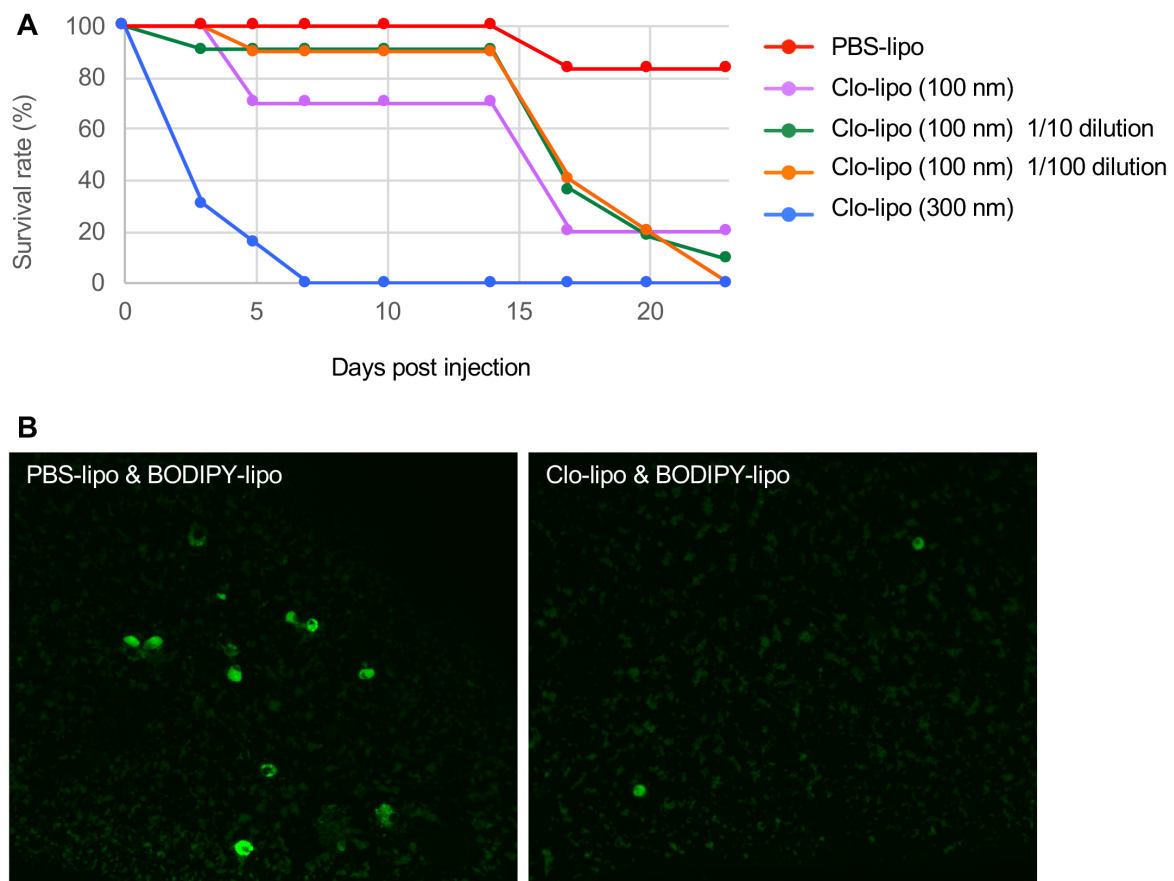 A
100
80
60
40
20
0
Survival rate (%)
0 5 10 15 20
Days post injection
PBS-lipo
Clo-lipo (100 nm)
Clo-lipo (100 nm) 1/10 dilution
Clo-lipo (100 nm) 1/100 dilution
Clo-lipo (300 nm)
B
PBS-lipo & BODIPY-lipo
Clo-lipo & BODIPY-lipo